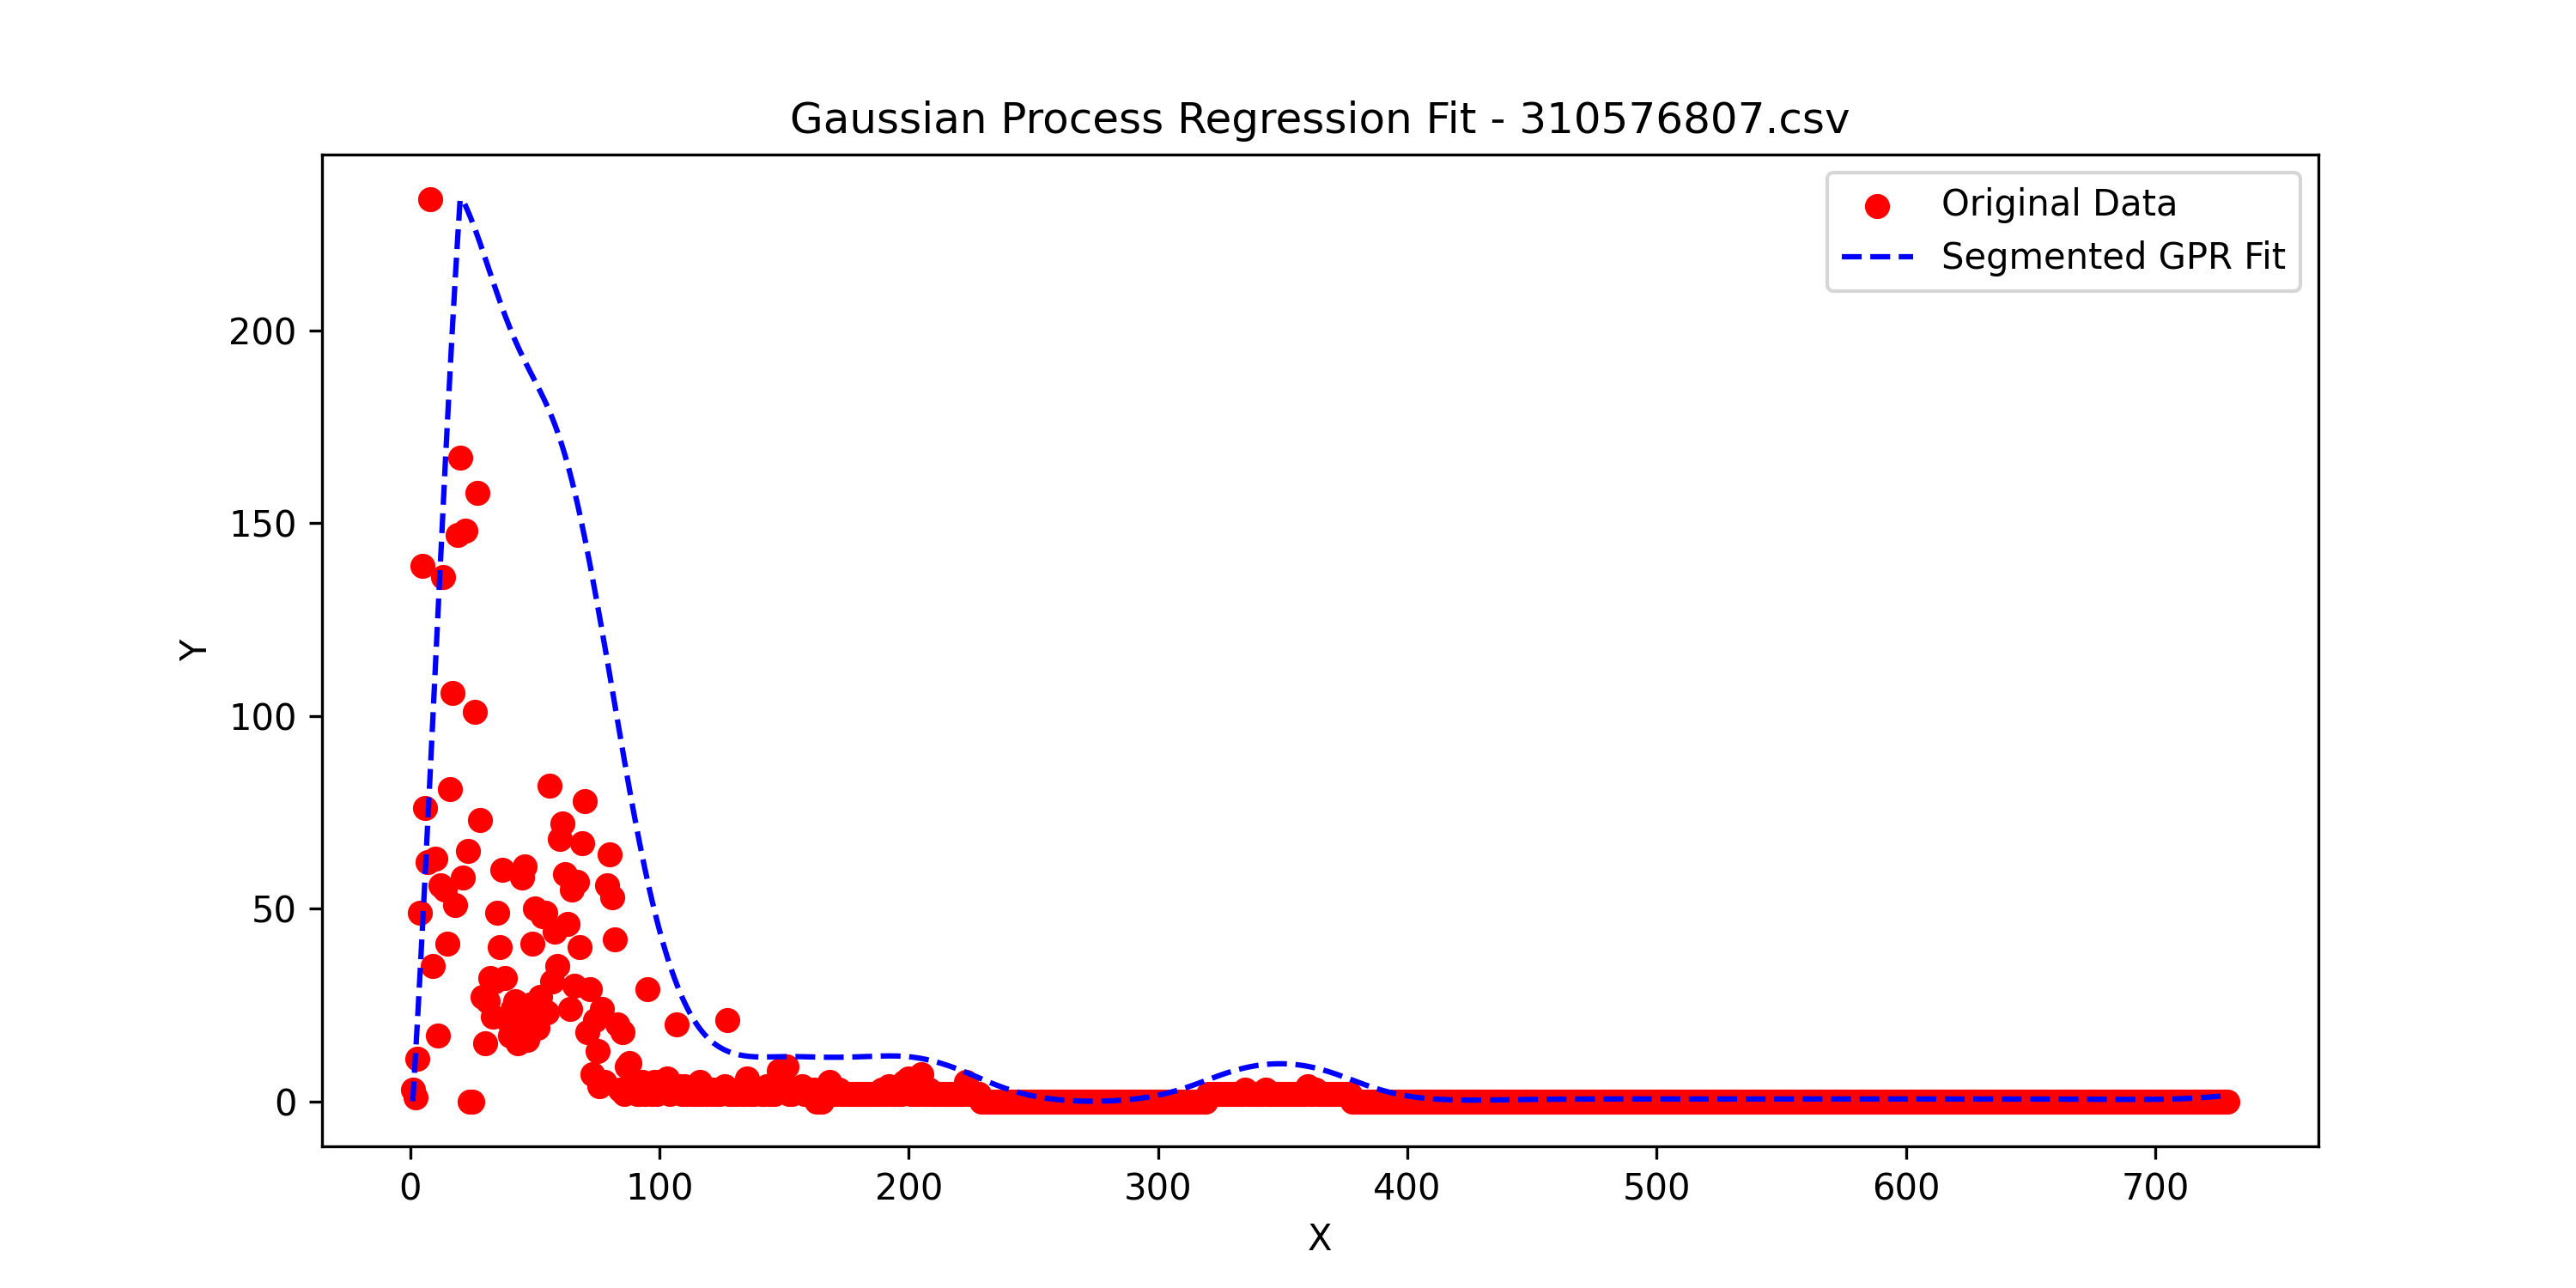 Gaussian Process Regression Fit - 310576807.csv
Original Data
Segmented GPR Fit
Y
200
150
100
50
0
0 100 200 300 400 500 600 700
X